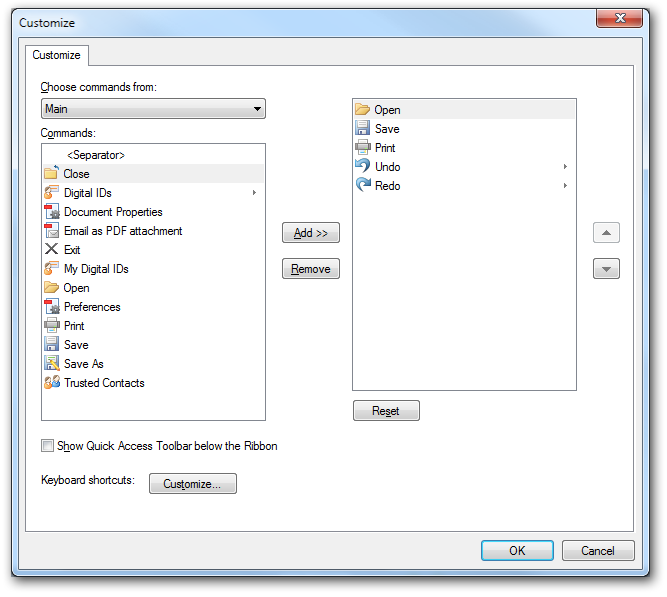 Customize
Customize
Choose commands from:
Main
Commands:
<Separator>
Close
Digital IDs
Document Properties
Email as PDF attachment
Exit
My Digital IDs
Open
Preferences
Print
Save
Save As
Trusted Contacts
Add >>
Remove
Open
Save
Print
Undo
Redo
Reset
Show Quick Access Toolbar below the Ribbon
Keyboard shortcuts:
Customize...
OK
Cancel